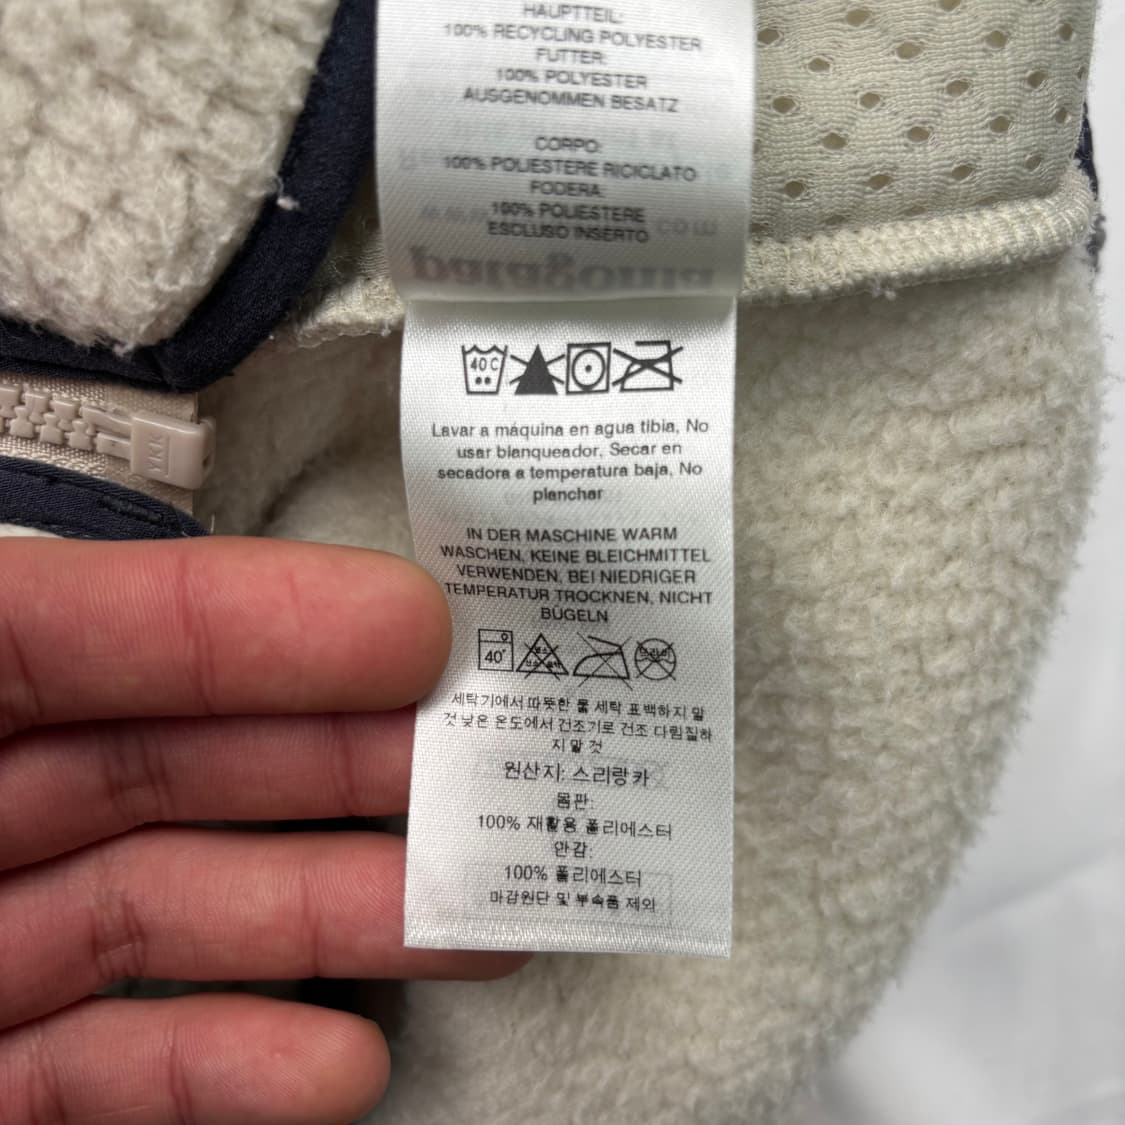 HAUPTTEIL:
100% RECYCLING POLYESTER
FUTTER:
100% POLYESTER
AUSGENOMMEN BESATZ
CORPO:
100% POLIESTERE RICICLATO
FODERA:
100% POLIESTERE
ESCLUSO INSERTO
patagonia
40 C
YKK
Lavar a máquina en agua tibia, No
usar blanqueador, Secar en
secadora a temperatura baja, No
planchar
IN DER MASCHINE WARM
WASCHEN, KEINE BLEICHMITTEL
VERWENDEN, BEI NIEDRIGER
TEMPERATUR TROCKNEN, NICHT
BÜGELN
40°
드라이
세탁기에서 따뜻한 물 세탁 표백하지 말
것 낮은 온도에서 건조기로 건조 다림질하
지 말 것
원산지: 스리랑카
몸판:
100% 재활용 폴리에스터
안감:
100% 폴리에스터
마감원단 및 부속품 제외